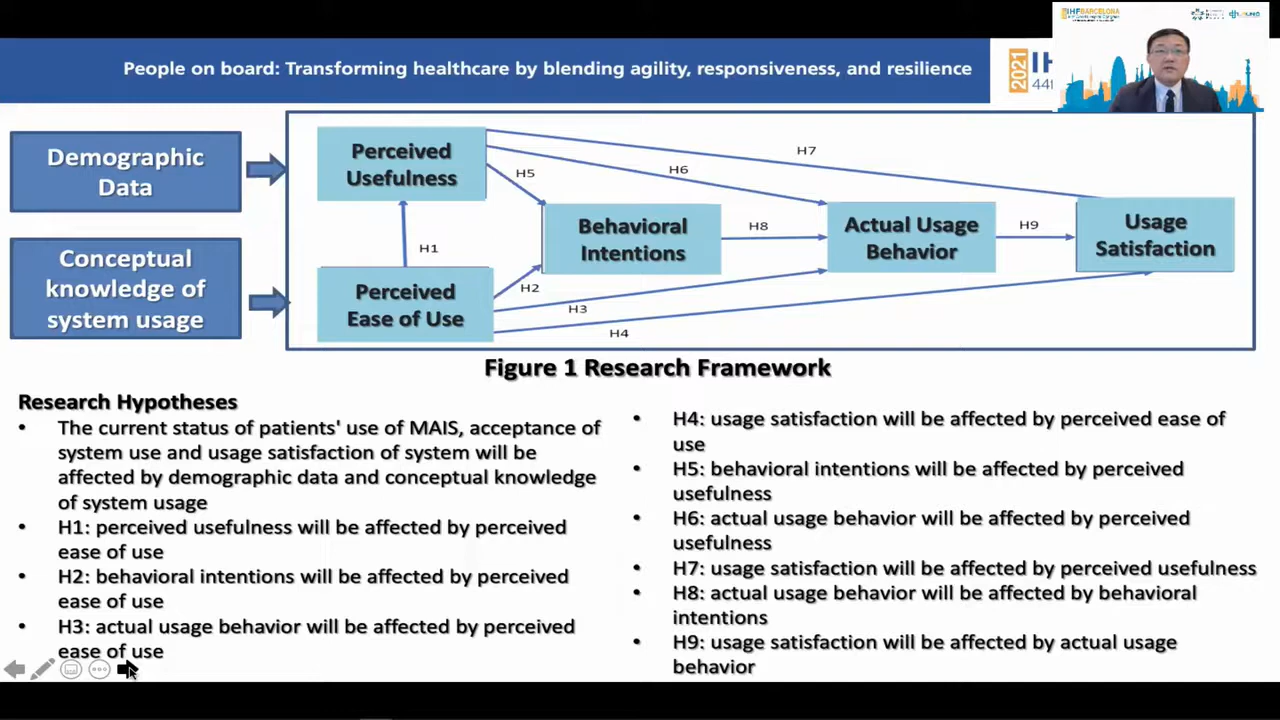 IHFBARCELONA
People on board: Transforming healthcare by blending agility, responsiveness, and resilience
2021
Demographic
Data
Conceptual
knowledge of
system usage
Perceived
Usefulness
H7
H6
H5
Behavioral
Intentions
H8
Actual Usage
Behavior
H9
Usage
Satisfaction
H1
Perceived
Ease of Use
H2
H3
H4
Figure 1 Research Framework
Research Hypotheses
• The current status of patients' use of MAIS, acceptance of
system use and usage satisfaction of system will be
affected by demographic data and conceptual knowledge
of system usage
• H1: perceived usefulness will be affected by perceived
ease of use
• H2: behavioral intentions will be affected by perceived
ease of use
• H3: actual usage behavior will be affected by perceived
ease of use
• H4: usage satisfaction will be affected by perceived ease of
use
• H5: behavioral intentions will be affected by perceived
usefulness
• H6: actual usage behavior will be affected by perceived
usefulness
• H7: usage satisfaction will be affected by perceived usefulness
• H8: actual usage behavior will be affected by behavioral
intentions
• H9: usage satisfaction will be affected by actual usage
behavior